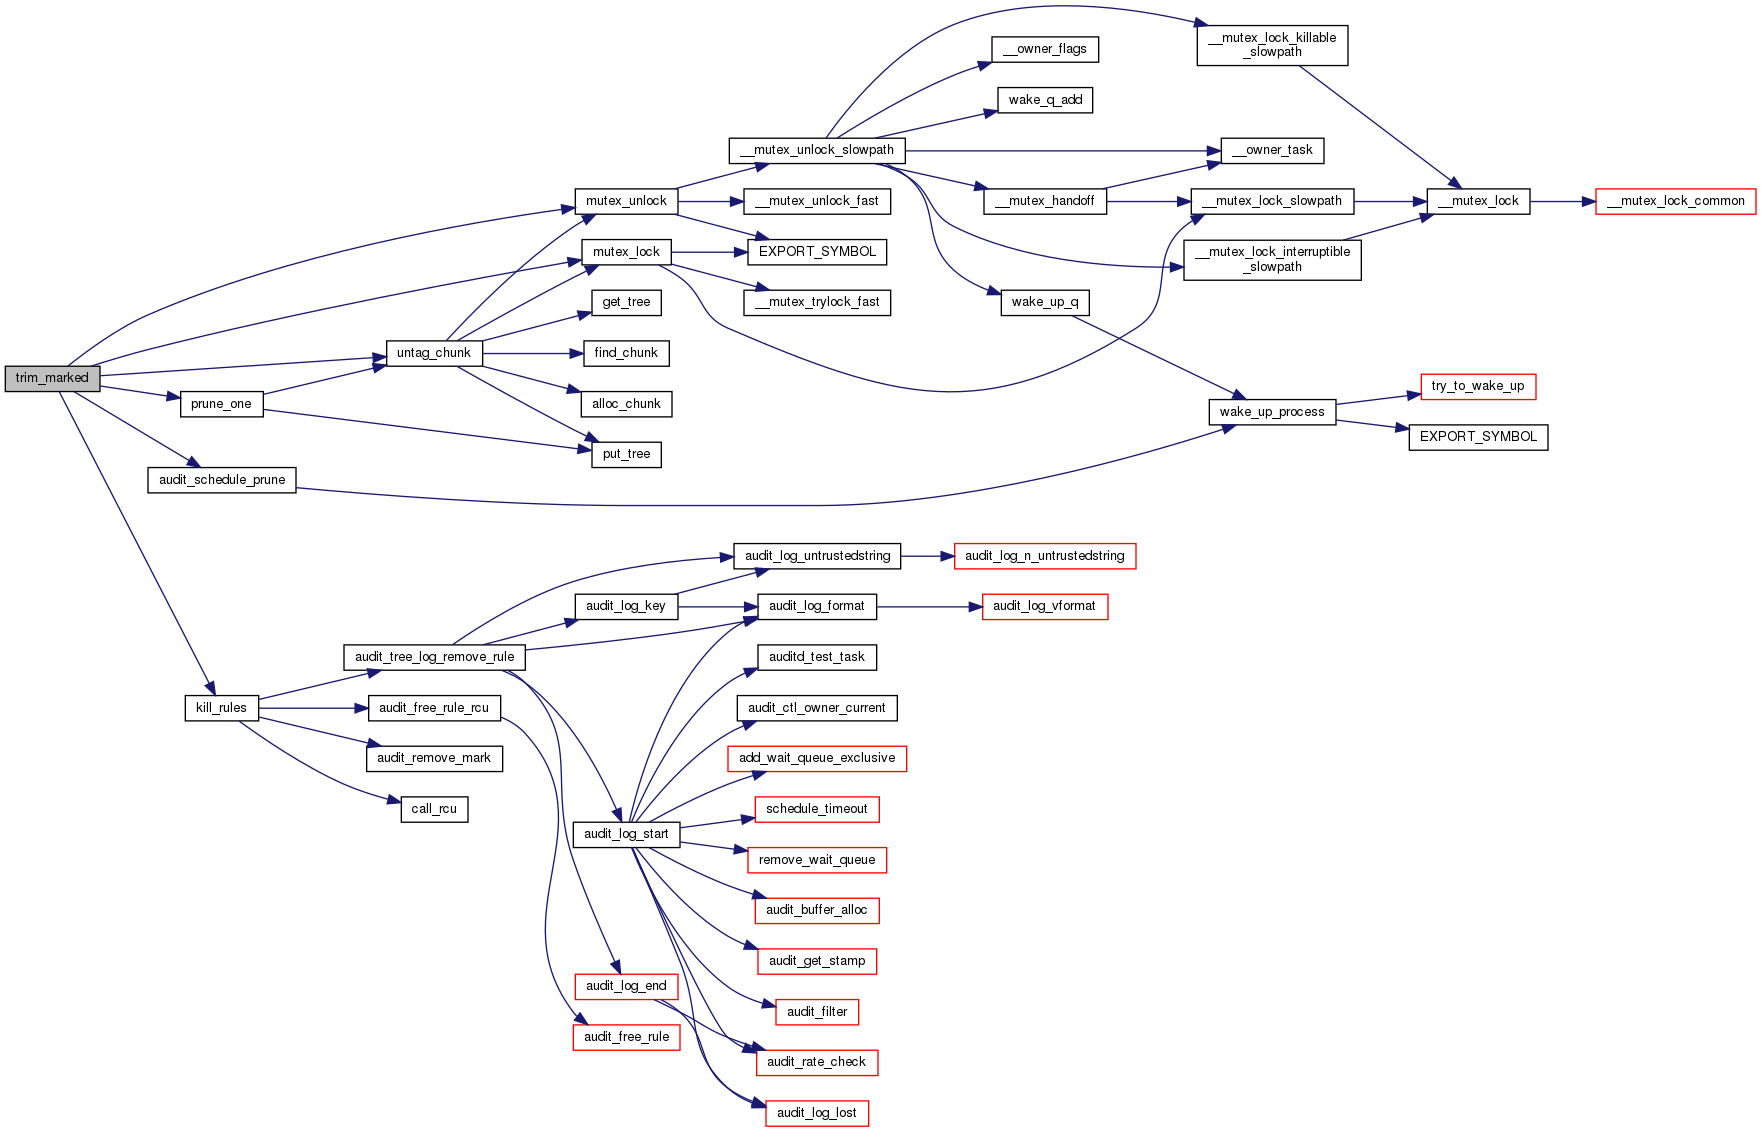 __mutex_lock_killable
_slowpath
__owner_flags
wake_q_add
__mutex_unlock_slowpath
__owner_task
mutex_unlock
__mutex_unlock_fast
__mutex_handoff
__mutex_lock_slowpath
__mutex_lock
__mutex_lock_common
mutex_lock
EXPORT_SYMBOL
__mutex_lock_interruptible
_slowpath
get_tree
__mutex_trylock_fast
wake_up_q
untag_chunk
find_chunk
trim_marked
try_to_wake_up
prune_one
alloc_chunk
wake_up_process
EXPORT_SYMBOL
put_tree
audit_schedule_prune
audit_log_untrustedstring
audit_log_n_untrustedstring
audit_log_key
audit_log_format
audit_log_vformat
audit_tree_log_remove_rule
auditd_test_task
kill_rules
audit_free_rule_rcu
audit_ctl_owner_current
audit_remove_mark
add_wait_queue_exclusive
call_rcu
schedule_timeout
audit_log_start
remove_wait_queue
audit_buffer_alloc
audit_get_stamp
audit_log_end
audit_filter
audit_free_rule
audit_rate_check
audit_log_lost